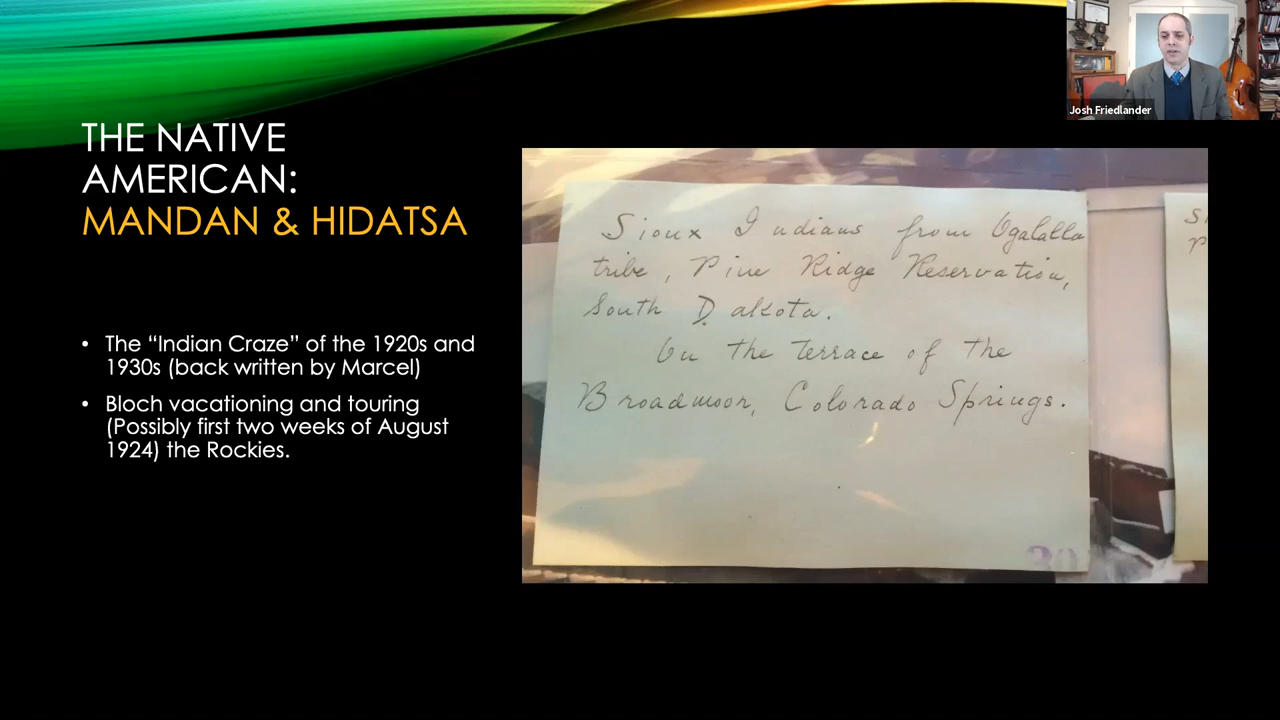 Josh Friedlander
THE NATIVE
AMERICAN:
MANDAN & HIDATSA
• The “Indian Craze” of the 1920s and
1930s (back written by Marcel)
• Bloch vacationing and touring
(Possibly first two weeks of August
1924) the Rockies.
Sioux Indians from Ogalalla
tribe, Pine Ridge Reservation,
South Dakota.
On the Terrace of the
Broadmoor, Colorado Springs.